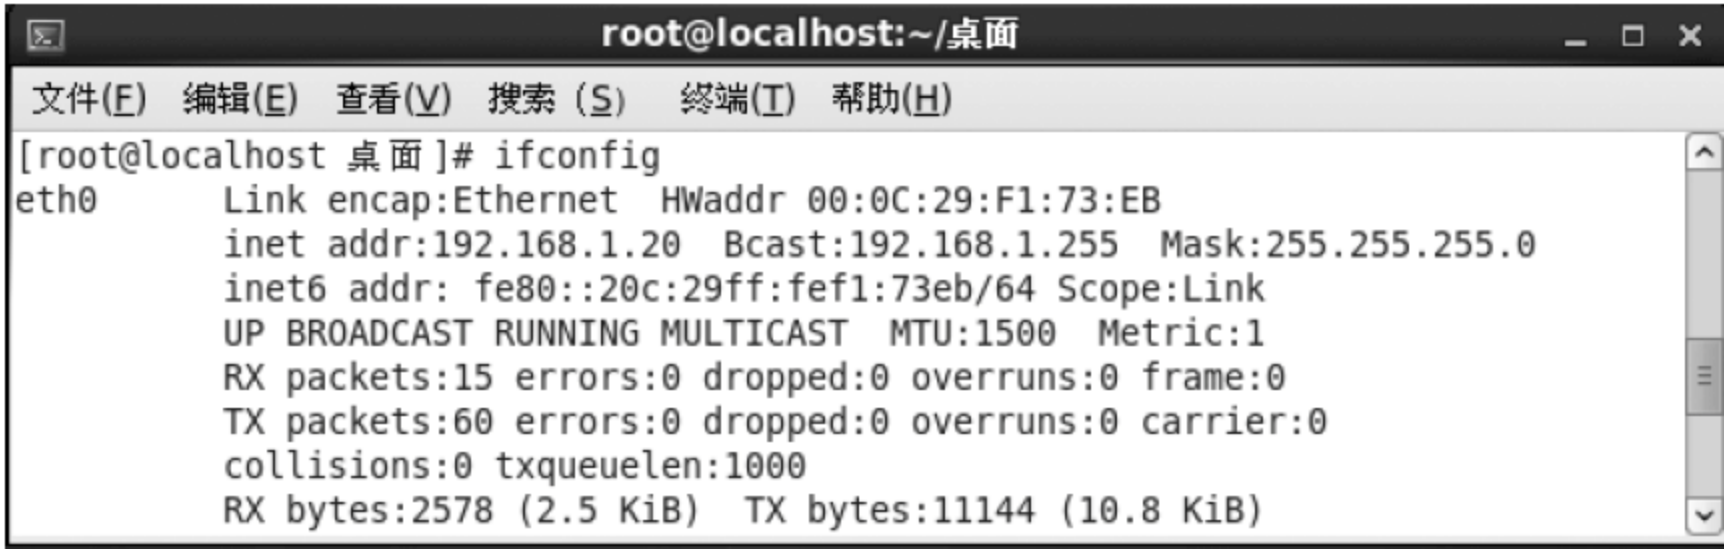 root@localhost:~/桌面
文件(F) 编辑(E) 查看(V) 搜索 (S) 终端(T) 帮助(H)
[root@localhost 桌面]# ifconfig
eth0 Link encap:Ethernet HWaddr 00:0C:29:F1:73:EB
inet addr:192.168.1.20 Bcast:192.168.1.255 Mask:255.255.255.0
inet6 addr: fe80::20c:29ff:fef1:73eb/64 Scope:Link
UP BROADCAST RUNNING MULTICAST MTU:1500 Metric:1
RX packets:15 errors:0 dropped:0 overruns:0 frame:0
TX packets:60 errors:0 dropped:0 overruns:0 carrier:0
collisions:0 txqueuelen:1000
RX bytes:2578 (2.5 KiB) TX bytes:11144 (10.8 KiB)